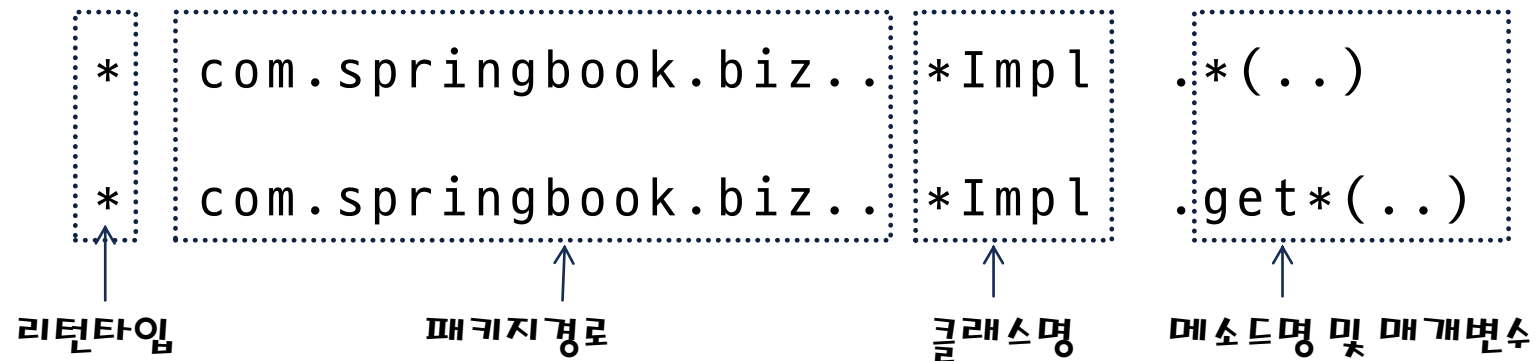 * com.springbook.biz.. *Impl .*(..)
* com.springbook.biz.. *Impl .get*(..)
리턴타입 패키지경로 클래스명 메소드명 및 매개변수